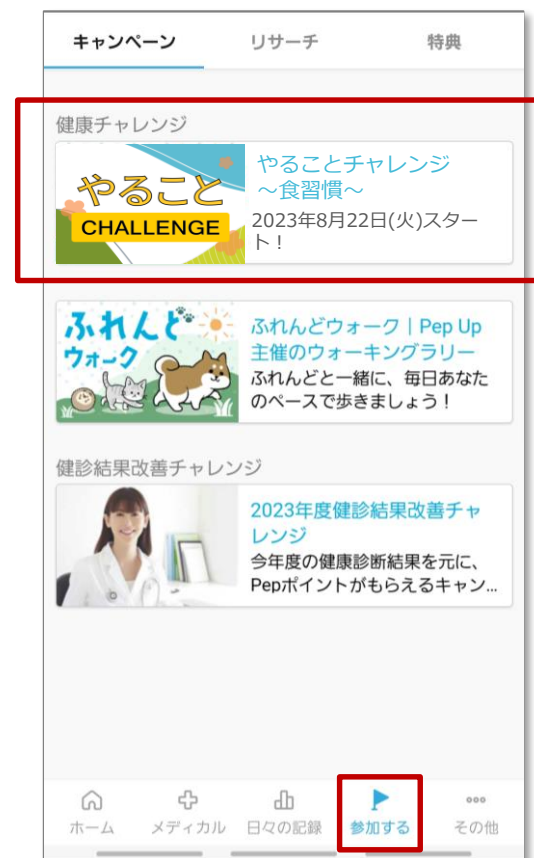 キャンペーン リサーチ 特典
健康チャレンジ
やること
CHALLENGE
やることチャレンジ
～食習慣～
2023年8月22日(火)スター
ト！
ふれんど
ウォーク
ふれんどウォーク｜Pep Up
主催のウォーキングラリー
ふれんどと一緒に、毎日あなた
のペースで歩きましょう！
健診結果改善チャレンジ
2023年度健診結果改善チャ
レンジ
今年度の健康診断結果を元に、
Pepポイントがもらえるキャン...
ホーム メディカル 日々の記録 参加する その他